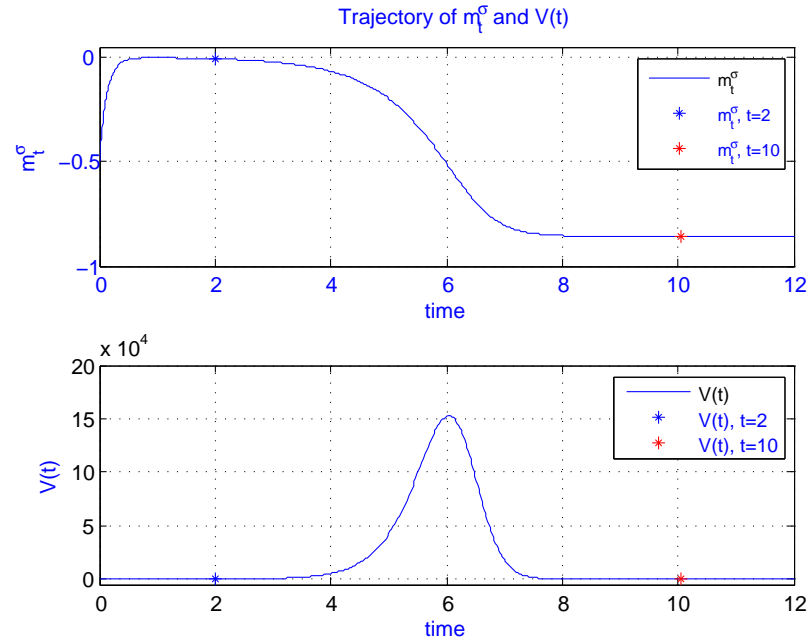 Trajectory of m_t^σ and V(t)
0
−0.5
−1
m_t^σ
0 2 4 6 8 10 12
time
m_t^σ
m_t^σ, t=2
m_t^σ, t=10
x 10^4
20
15
10
5
0
V(t)
0 2 4 6 8 10 12
time
V(t)
V(t), t=2
V(t), t=10